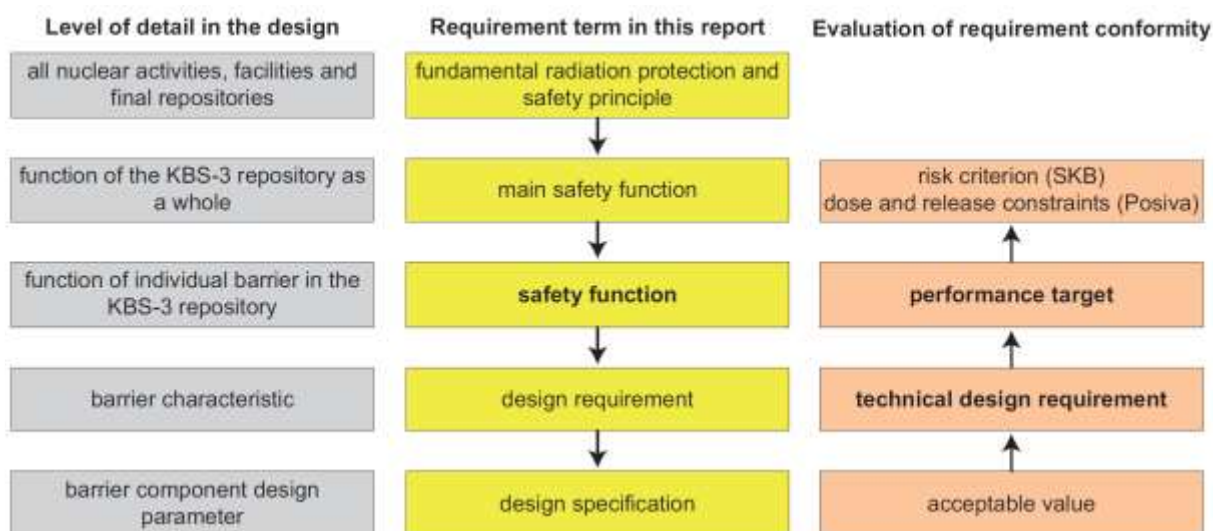 Level of detail in the design
Requirement term in this report
Evaluation of requirement conformity
all nuclear activities, facilities and
final repositories
fundamental radiation protection and
safety principle
function of the KBS-3 repository as
a whole
main safety function
risk criterion (SKB)
dose and release constraints (Posiva)
function of individual barrier in the
KBS-3 repository
safety function
performance target
barrier characteristic
design requirement
technical design requirement
barrier component design
parameter
design specification
acceptable value